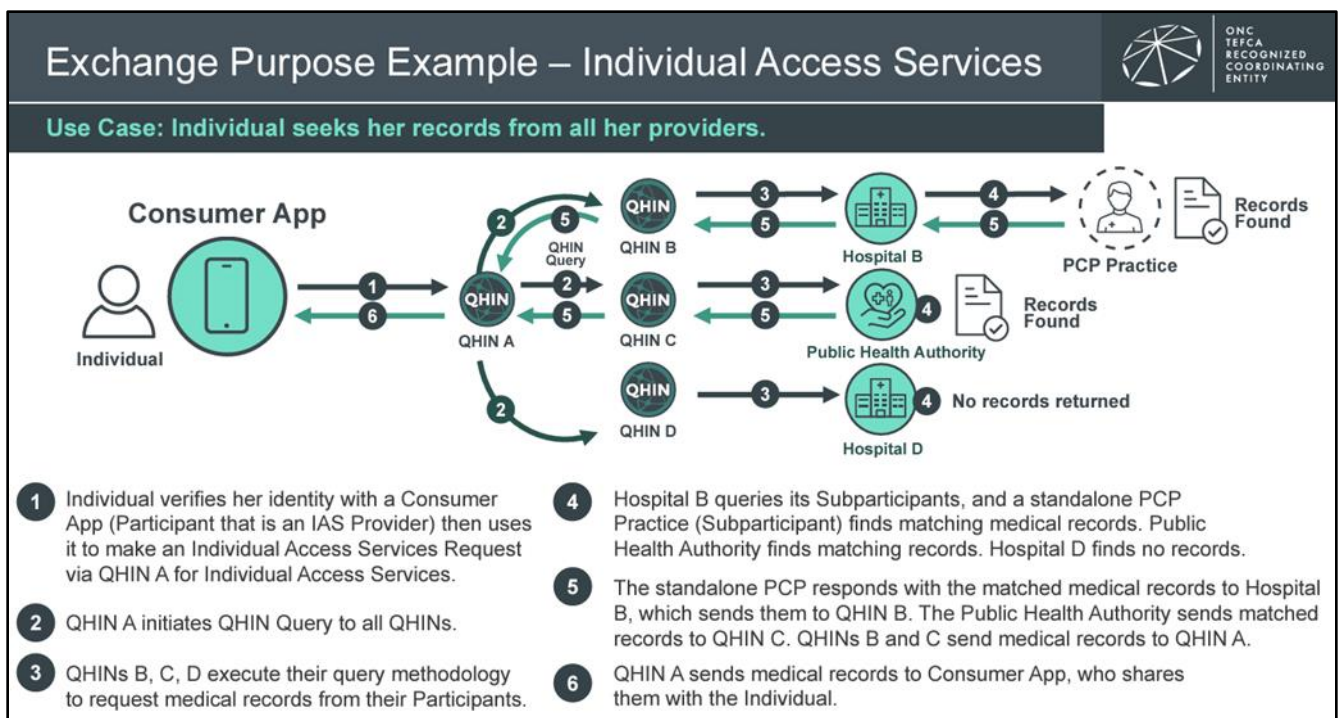 Exchange Purpose Example – Individual Access Services
ONC
TEFCA
RECOGNIZED
COORDINATING
ENTITY
Use Case: Individual seeks her records from all her providers.
Consumer App
Individual
1
6
QHIN
QHIN A
2
5
QHIN
Query
2
5
2
QHIN
QHIN B
3
5
Hospital B
4
5
PCP Practice
Records
Found
QHIN
QHIN C
3
5
Public Health Authority
4
Records
Found
QHIN
QHIN D
3
Hospital D
4
No records returned
1 Individual verifies her identity with a Consumer
App (Participant that is an IAS Provider) then uses
it to make an Individual Access Services Request
via QHIN A for Individual Access Services.
2 QHIN A initiates QHIN Query to all QHINs.
3 QHINs B, C, D execute their query methodology
to request medical records from their Participants.
4 Hospital B queries its Subparticipants, and a standalone PCP
Practice (Subparticipant) finds matching medical records. Public
Health Authority finds matching records. Hospital D finds no records.
5 The standalone PCP responds with the matched medical records to Hospital
B, which sends them to QHIN B. The Public Health Authority sends matched
records to QHIN C. QHINs B and C send medical records to QHIN A.
6 QHIN A sends medical records to Consumer App, who shares
them with the Individual.